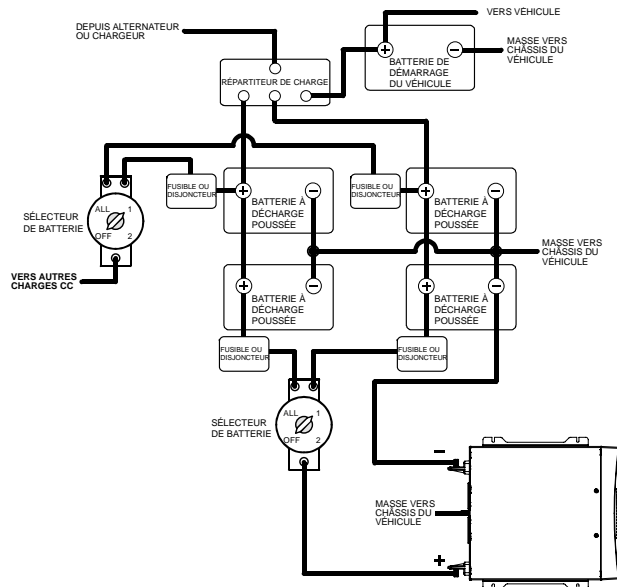 VERS VÉHICULE
DEPUIS ALTERNATEUR
OU CHARGEUR
+
−
BATTERIE DE
DÉMARRAGE
DU VÉHICULE
MASSE VERS
CHÂSSIS DU
VÉHICULE
RÉPARTITEUR DE CHARGE
FUSIBLE OU
DISJONCTEUR
+
−
BATTERIE À
DÉCHARGE
POUSSÉE
FUSIBLE OU
DISJONCTEUR
+
−
BATTERIE À
DÉCHARGE
POUSSÉE
SÉLECTEUR
DE BATTERIE
ALL
1
OFF
2
MASSE VERS
CHÂSSIS DU
VÉHICULE
VERS AUTRES
CHARGES CC
+
−
BATTERIE À
DÉCHARGE
POUSSÉE
+
−
BATTERIE À
DÉCHARGE
POUSSÉE
FUSIBLE OU
DISJONCTEUR
FUSIBLE OU
DISJONCTEUR
SÉLECTEUR
DE BATTERIE
ALL
1
OFF
2
−
MASSE VERS
CHÂSSIS DU
VÉHICULE
+